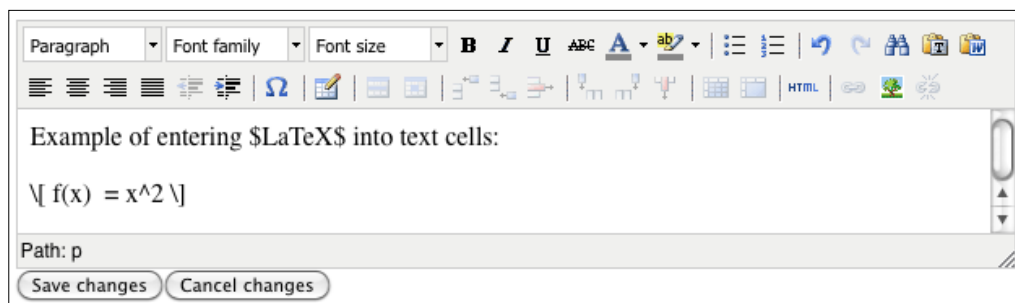 Paragraph Font family Font size B I U ABC A ab T W
Ω HTML
Example of entering $LaTeX$ into text cells:
\[ f(x) = x^2 \]
Path: p
Save changes Cancel changes